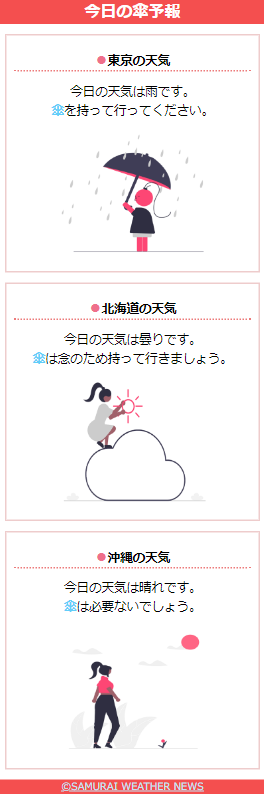 今日の傘予報
●東京の天気
今日の天気は雨です。
傘を持って行ってください。
●北海道の天気
今日の天気は曇りです。
傘は念のため持って行きましょう。
●沖縄の天気
今日の天気は晴れです。
傘は必要ないでしょう。
©SAMURAI WEATHER NEWS